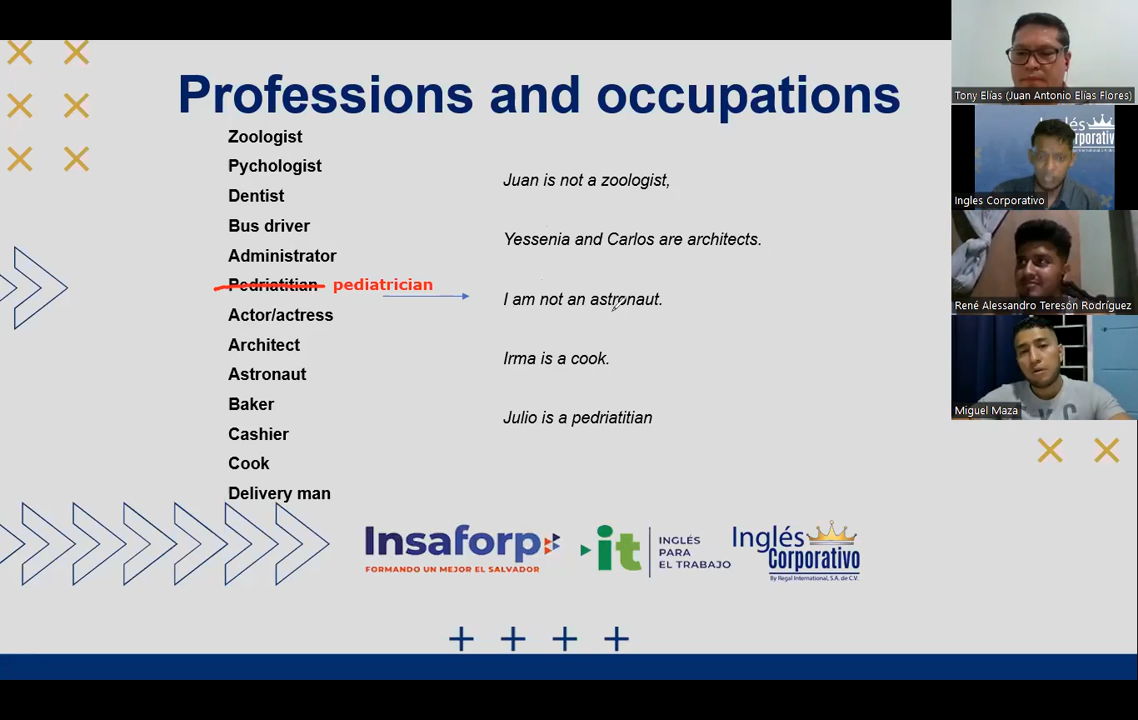 Professions and occupations
Zoologist
Pychologist
Dentist
Bus driver
Administrator
Pedriatitian pediatrician
Actor/actress
Architect
Astronaut
Baker
Cashier
Cook
Delivery man
Juan is not a zoologist,
Yessenia and Carlos are architects.
I am not an astronaut.
Irma is a cook.
Julio is a pedriatitian
Insaforp
FORMANDO UN MEJOR EL SALVADOR
it
INGLÉS
PARA
EL TRABAJO
Inglés
Corporativo
By Regal International, S.A. de C.V.
Tony Elías (Juan Antonio Elías Flores)
Inglés
orporativo
Ingles Corporativo
René Alessandro Tereson Rodríguez
Miguel Maza